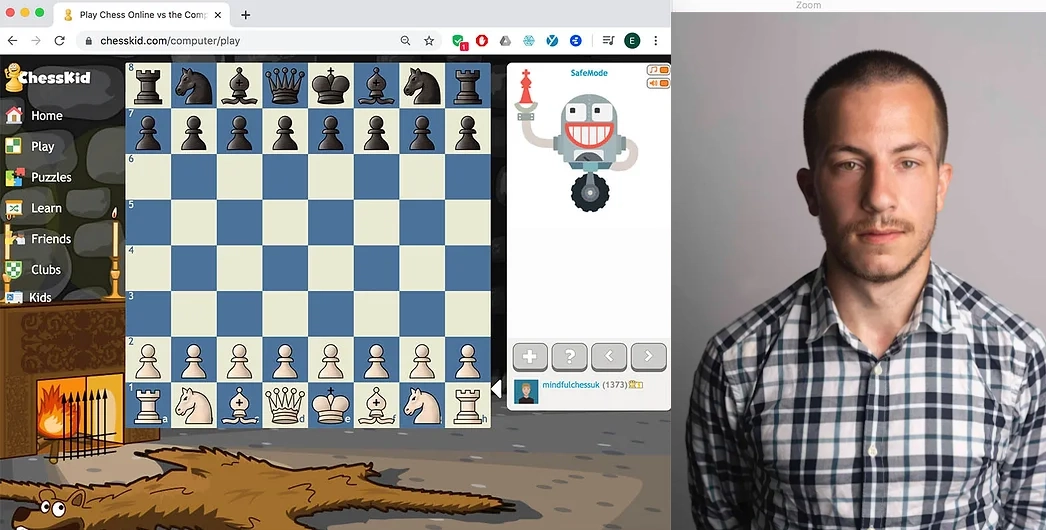 Play Chess Online vs the Comp
Zoom
chesskid.com/computer/play
1
E
ChessKid
Home
Play
Puzzles
Learn
Friends
Clubs
Kids
8
7
6
5
4
3
2
1
a
c
d
e
f
h
SafeMode
+
?
<
>
mindfulchessuk (1373)